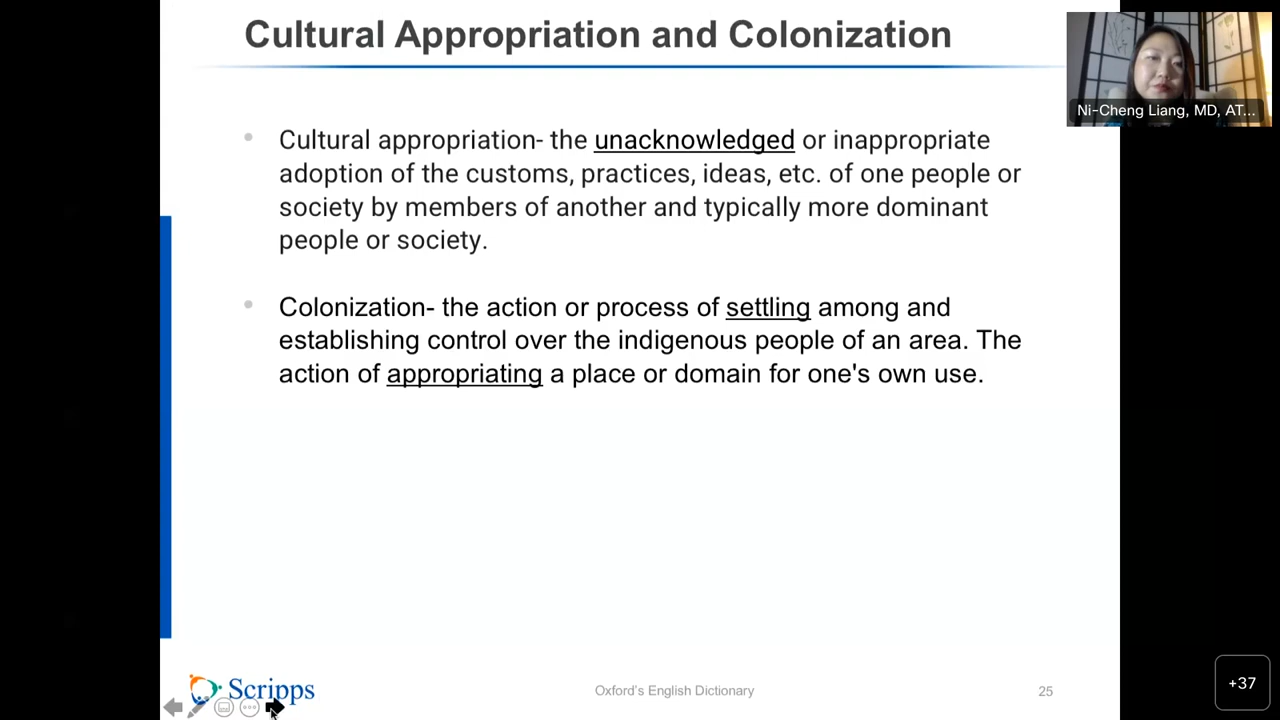 Cultural Appropriation and Colonization
Ni-Cheng Liang, MD, AT...
• Cultural appropriation- the unacknowledged or inappropriate
adoption of the customs, practices, ideas, etc. of one people or
society by members of another and typically more dominant
people or society.
• Colonization- the action or process of settling among and
establishing control over the indigenous people of an area. The
action of appropriating a place or domain for one's own use.
Scripps
Oxford’s English Dictionary
25
+37